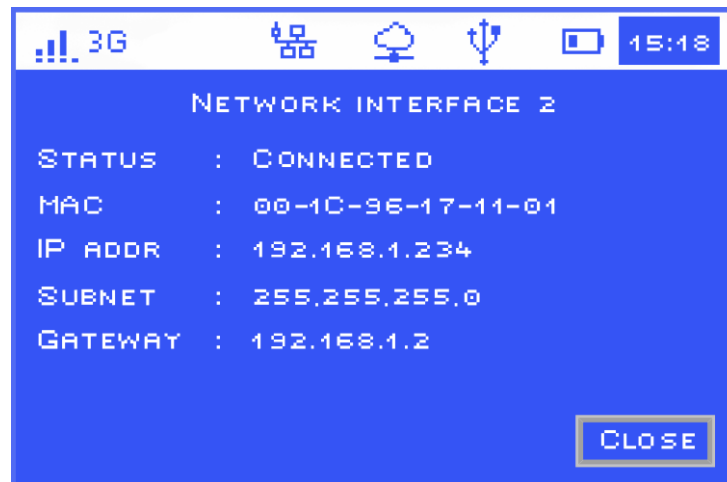 3G 15:18
NETWORK INTERFACE 2
STATUS : CONNECTED
MAC : 00-1C-96-17-11-01
IP ADDR : 192.168.1.234
SUBNET : 255.255.255.0
GATEWAY : 192.168.1.2
CLOSE